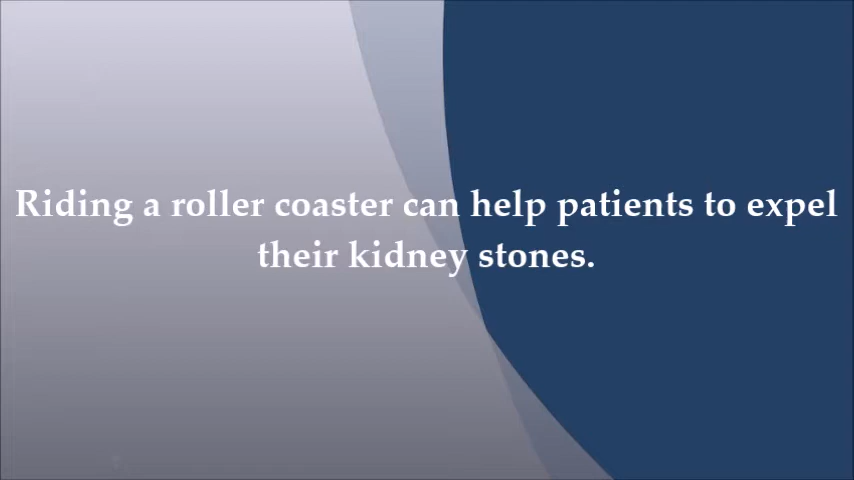 Riding a roller coaster can help patients to expel
their kidney stones.